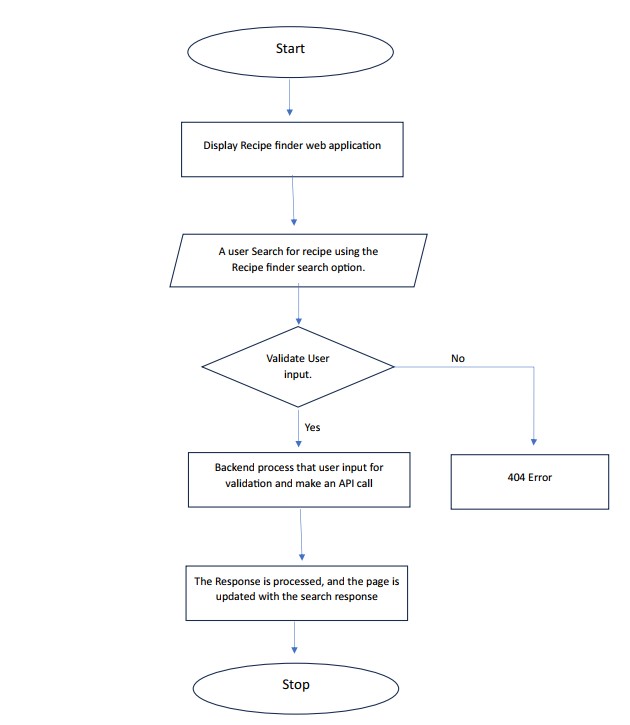 Start
Display Recipe finder web application
A user Search for recipe using the
Recipe finder search option.
Validate User
input.
No
Yes
Backend process that user input for
validation and make an API call
404 Error
The Response is processed, and the page is
updated with the search response
Stop